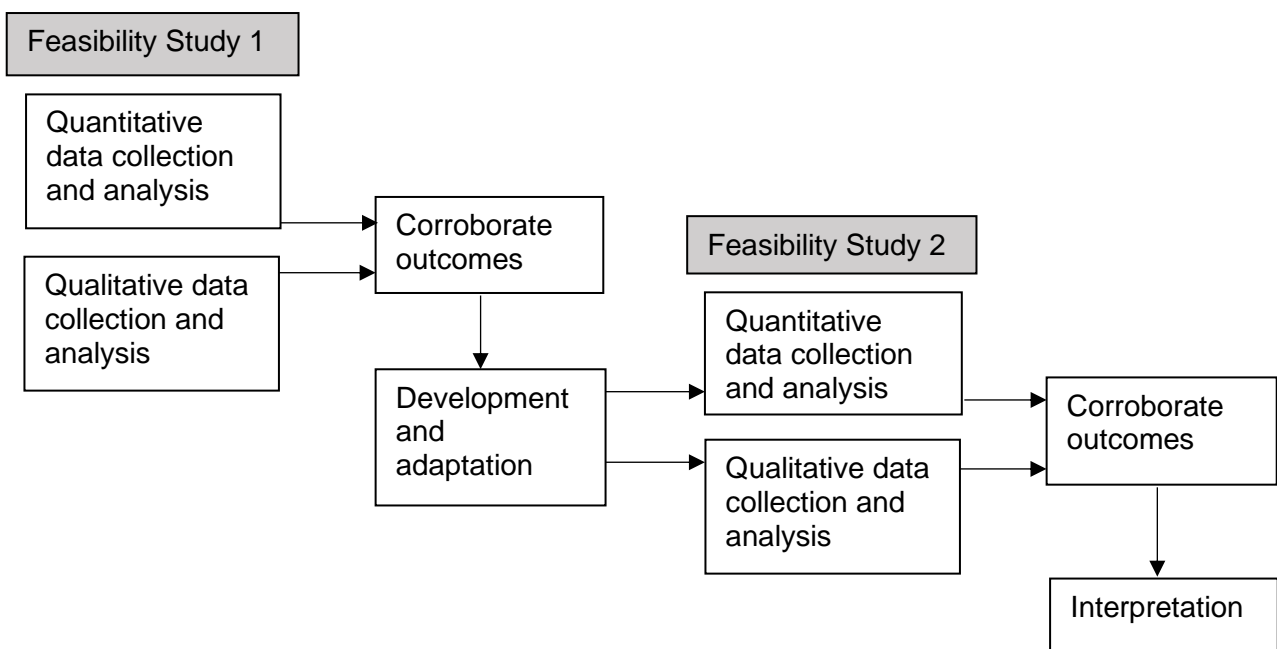 Feasibility Study 1
Quantitative
data collection
and analysis
Qualitative data
collection and
analysis
Corroborate
outcomes
Development
and
adaptation
Feasibility Study 2
Quantitative
data collection
and analysis
Qualitative data
collection and
analysis
Corroborate
outcomes
Interpretation